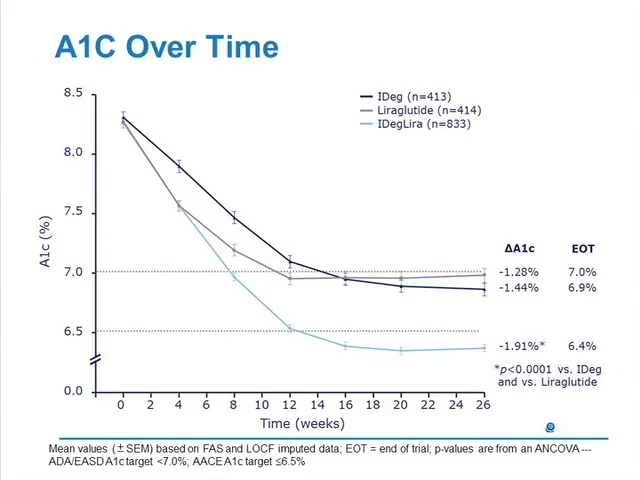 A1C Over Time
8.5
8.0
7.5
7.0
6.5
0.0
A1c (%)
IDeg (n=413)
Liraglutide (n=414)
IDegLira (n=833)
ΔA1c EOT
-1.28% 7.0%
-1.44% 6.9%
-1.91%* 6.4%
*p<0.0001 vs. IDeg
and vs. Liraglutide
0 2 4 6 8 10 12 14 16 18 20 22 24 26
Time (weeks)
Mean values (±SEM) based on FAS and LOCF imputed data; EOT = end of trial; p-values are from an ANCOVA ---
ADA/EASD A1c target <7.0%; AACE A1c target ≤6.5%